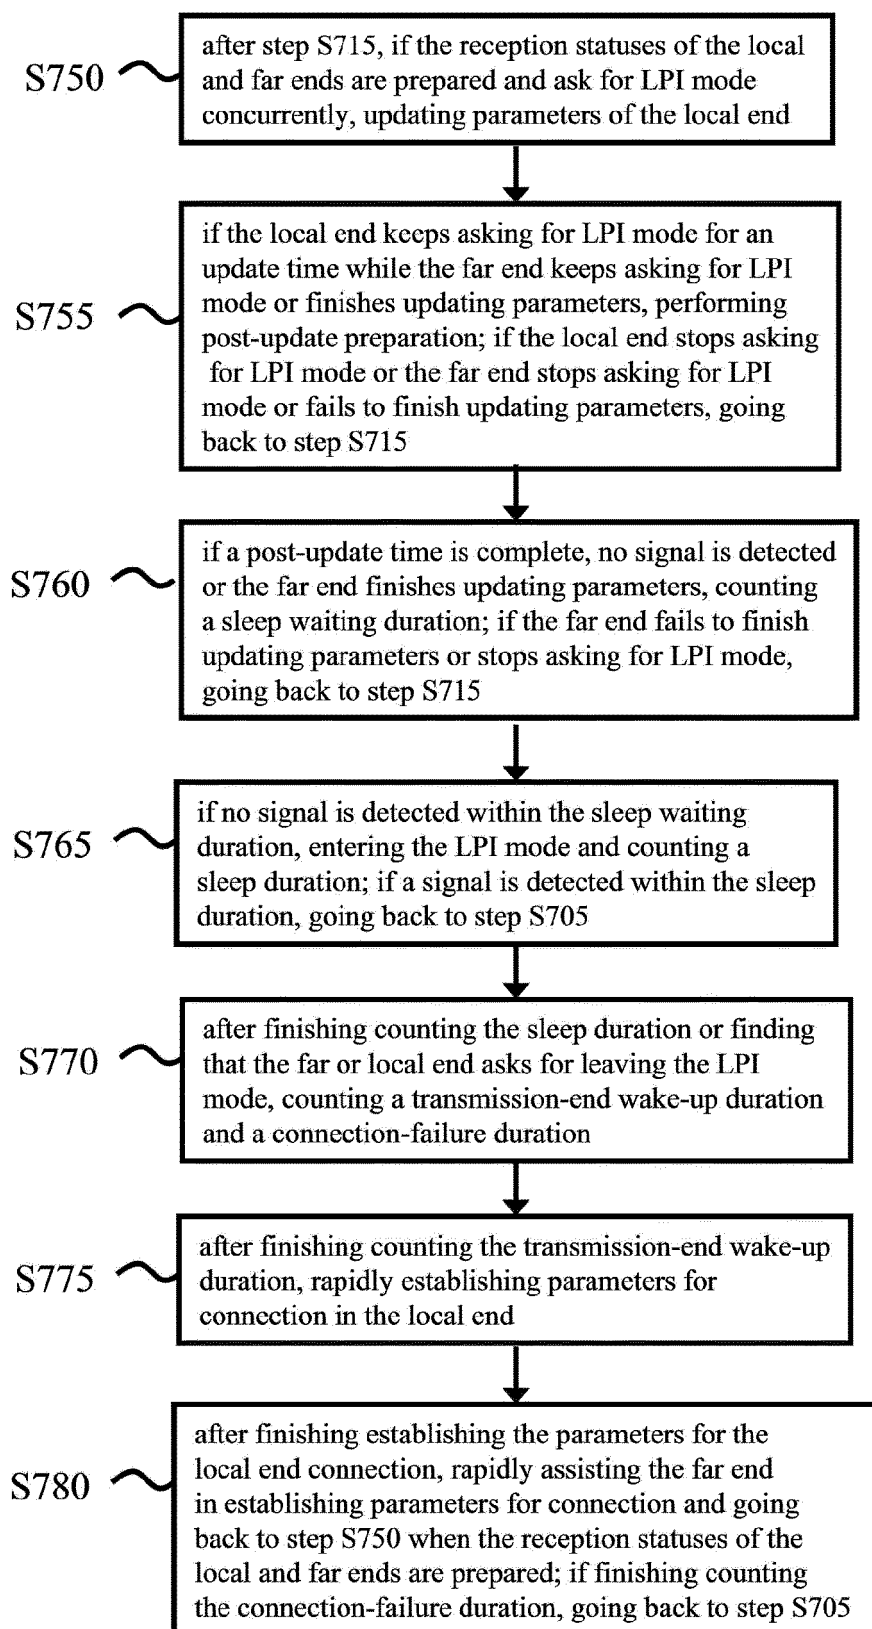 S750
after step S715, if the reception statuses of the local
and far ends are prepared and ask for LPI mode
concurrently, updating parameters of the local end
S755
if the local end keeps asking for LPI mode for an
update time while the far end keeps asking for LPI
mode or finishes updating parameters, performing
post-update preparation; if the local end stops asking
for LPI mode or the far end stops asking for LPI
mode or fails to finish updating parameters, going
back to step S715
S760
if a post-update time is complete, no signal is detected
or the far end finishes updating parameters, counting
a sleep waiting duration; if the far end fails to finish
updating parameters or stops asking for LPI mode,
going back to step S715
S765
if no signal is detected within the sleep waiting
duration, entering the LPI mode and counting a
sleep duration; if a signal is detected within the sleep
duration, going back to step S705
S770
after finishing counting the sleep duration or finding
that the far or local end asks for leaving the LPI
mode, counting a transmission-end wake-up duration
and a connection-failure duration
S775
after finishing counting the transmission-end wake-up
duration, rapidly establishing parameters for
connection in the local end
S780
after finishing establishing the parameters for the
local end connection, rapidly assisting the far end
in establishing parameters for connection and going
back to step S750 when the reception statuses of the
local and far ends are prepared; if finishing counting
the connection-failure duration, going back to step S705